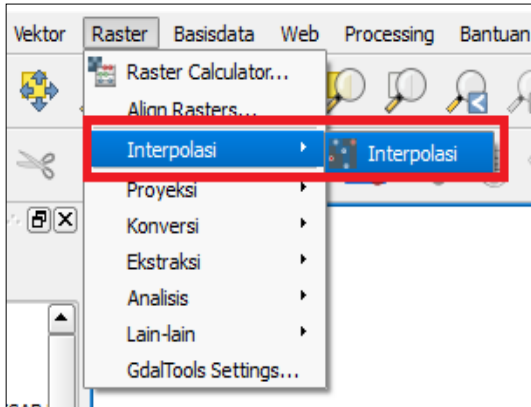 Vektor Raster Basisdata Web Processing Bantuan
Raster Calculator...
Align Rasters...
Interpolasi Interpolasi
Proyeksi
Konversi
Ekstraksi
Analisis
Lain-lain
GdalTools Settings...